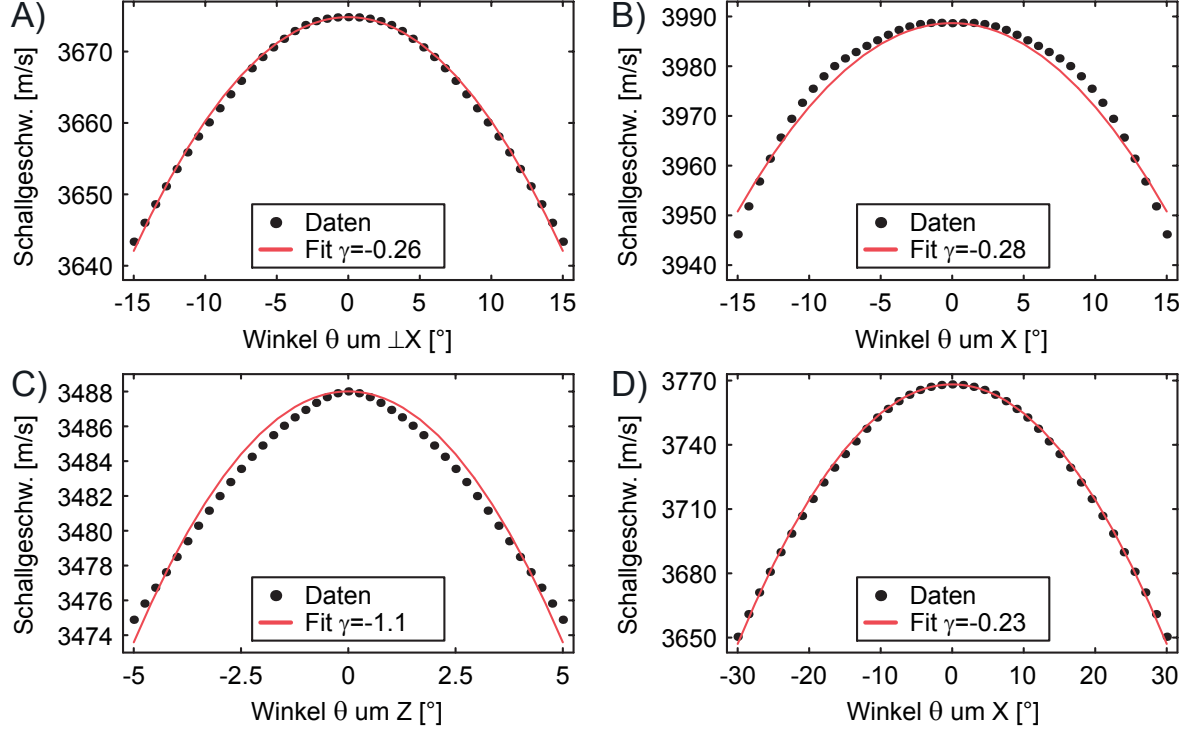 A)
Schallgeschw. [m/s]
3670
3660
3650
3640
Daten
Fit γ=-0.26
-15 -10 -5 0 5 10 15
Winkel θ um ⊥X [°]
B)
Schallgeschw. [m/s]
3990
3980
3970
3960
3950
3940
Daten
Fit γ=-0.28
-15 -10 -5 0 5 10 15
Winkel θ um X [°]
C)
Schallgeschw. [m/s]
3488
3486
3484
3482
3480
3478
3476
3474
Daten
Fit γ=-1.1
-5 -2.5 0 2.5 5
Winkel θ um Z [°]
D)
Schallgeschw. [m/s]
3770
3740
3710
3680
3650
Daten
Fit γ=-0.23
-30 -20 -10 0 10 20 30
Winkel θ um X [°]